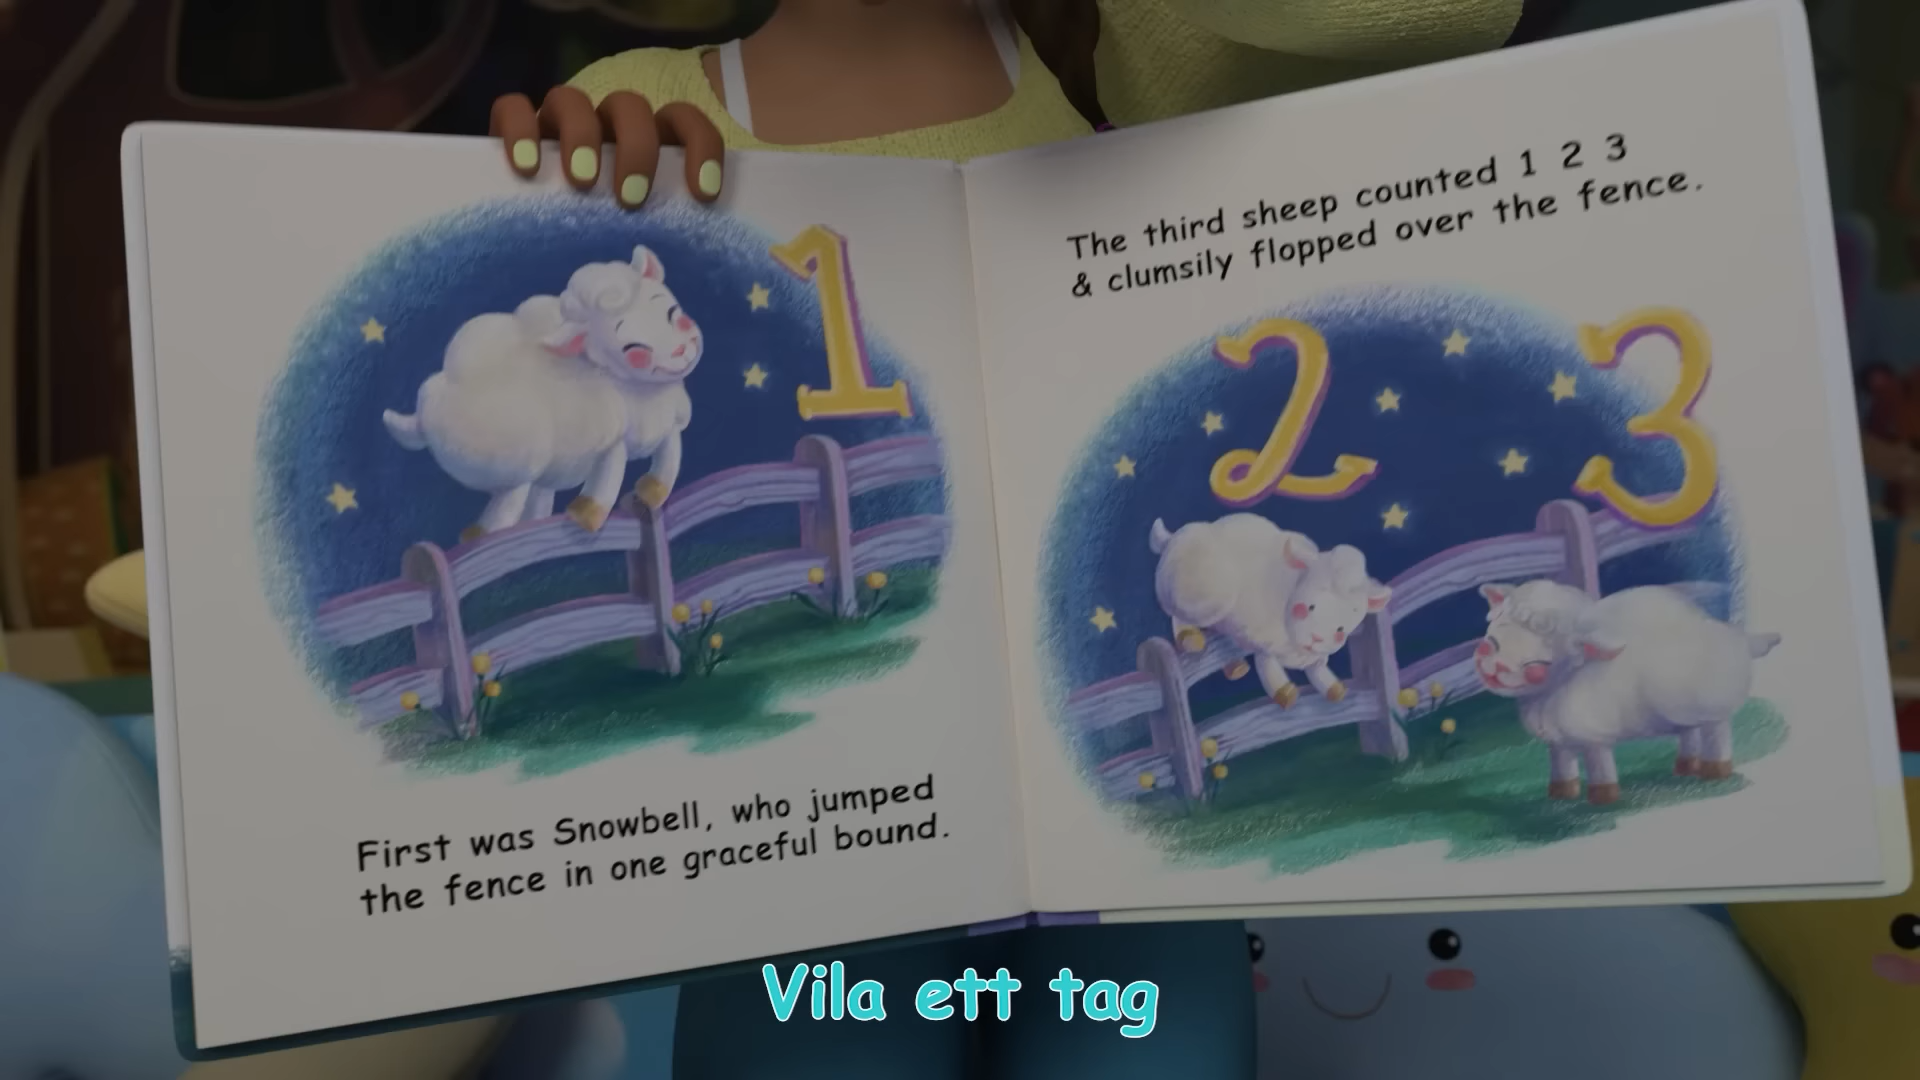 1
First was Snowbell, who jumped
the fence in one graceful bound.
The third sheep counted 1 2 3
& clumsily flopped over the fence.
2 3
Vila ett tag